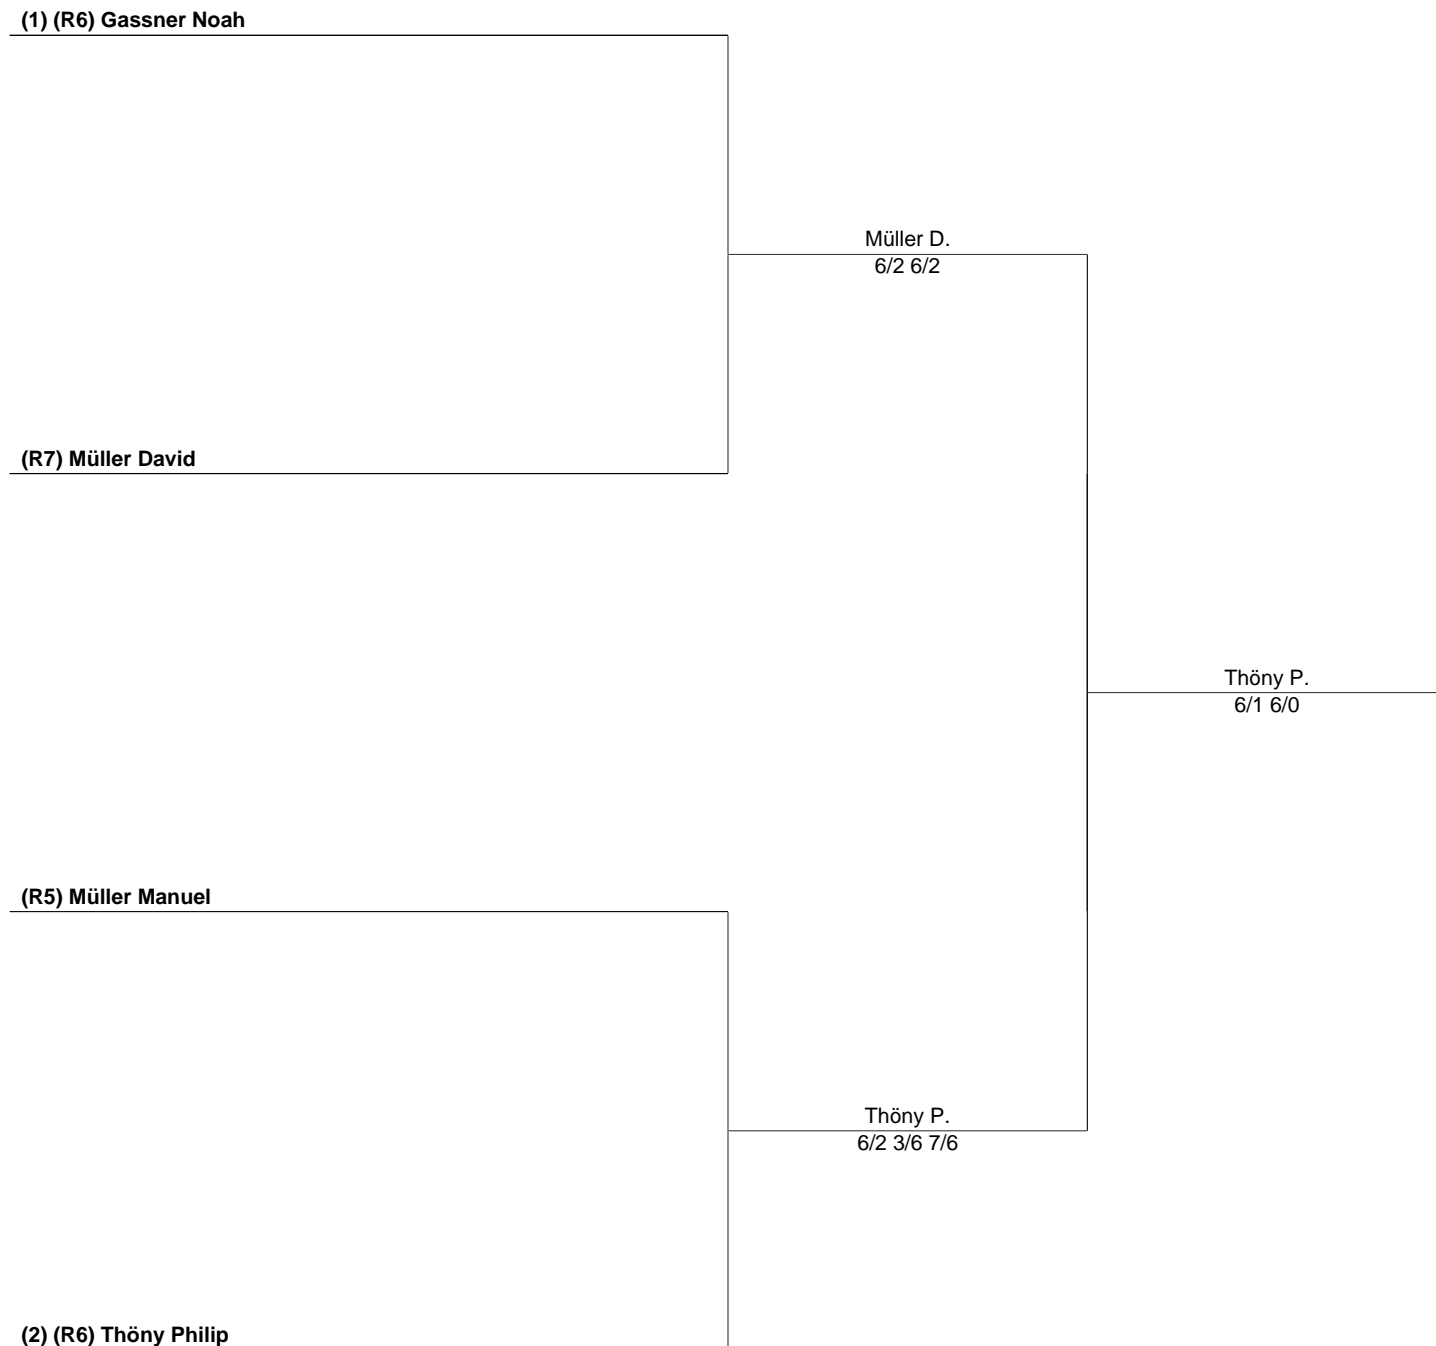 (1) (R6) Gassner Noah
Müller D.
6/2 6/2
(R7) Müller David
Thöny P.
6/1 6/0
(R5) Müller Manuel
Thöny P.
6/2 3/6 7/6
(2) (R6) Thöny Philip